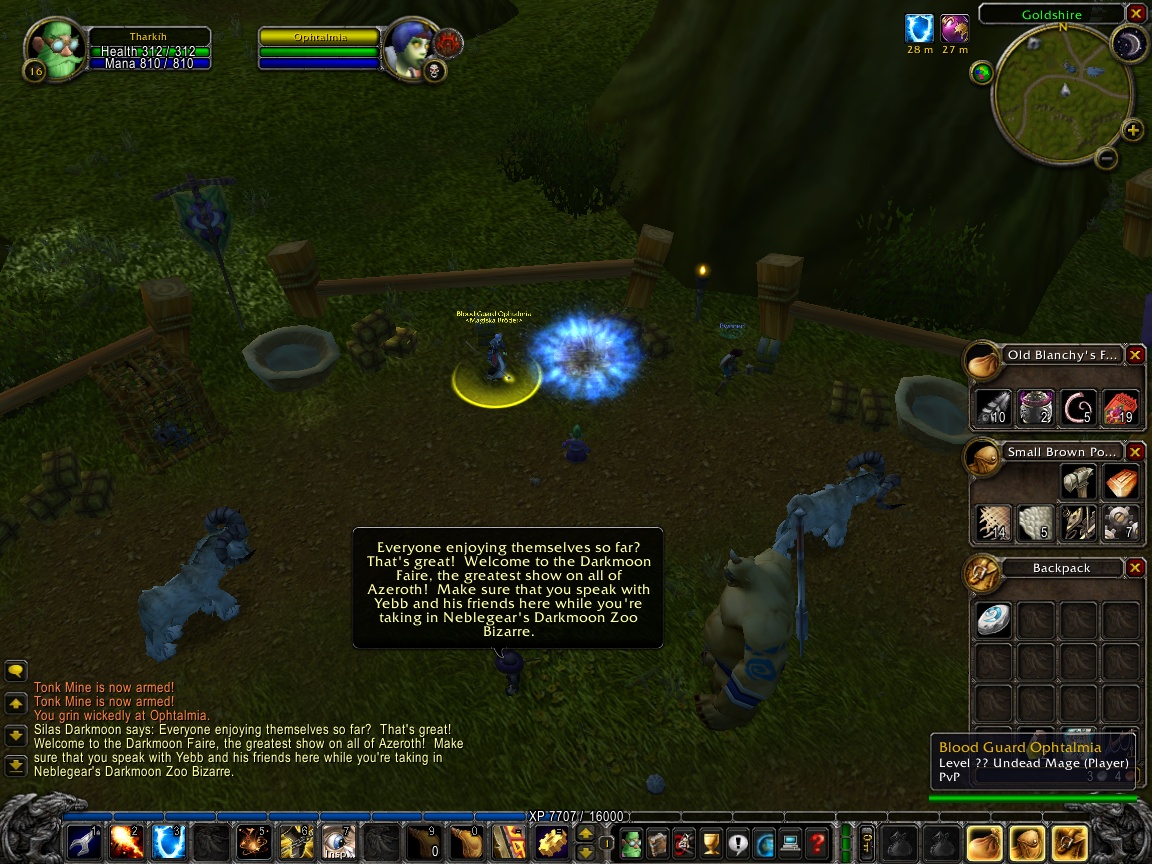 Tharkih
Health 312 / 312
Mana 810 / 810
16
Ophtalmia
28 m
27 m
Goldshire
N
Blood Guard Ophtalmia
<Magiska Bröder>
Old Blanchy's F...
10
2
5
19
Small Brown Po...
14
5
7
Backpack
Everyone enjoying themselves so far?
That's great! Welcome to the Darkmoon
Faire, the greatest show on all of
Azeroth! Make sure that you speak with
Yebb and his friends here while you're
taking in Neblegear's Darkmoon Zoo
Bizarre.
Tonk Mine is now armed!
Tonk Mine is now armed!
You grin wickedly at Ophtalmia.
Silas Darkmoon says: Everyone enjoying themselves so far? That's great!
Welcome to the Darkmoon Faire, the greatest show on all of Azeroth! Make
sure that you speak with Yebb and his friends here while you're taking in
Neblegear's Darkmoon Zoo Bizarre.
Blood Guard Ophtalmia
Level ?? Undead Mage (Player)
PvP
3 4
XP 7707 / 16000
1 2 3 5 6 7 9 0
Insp
0
1